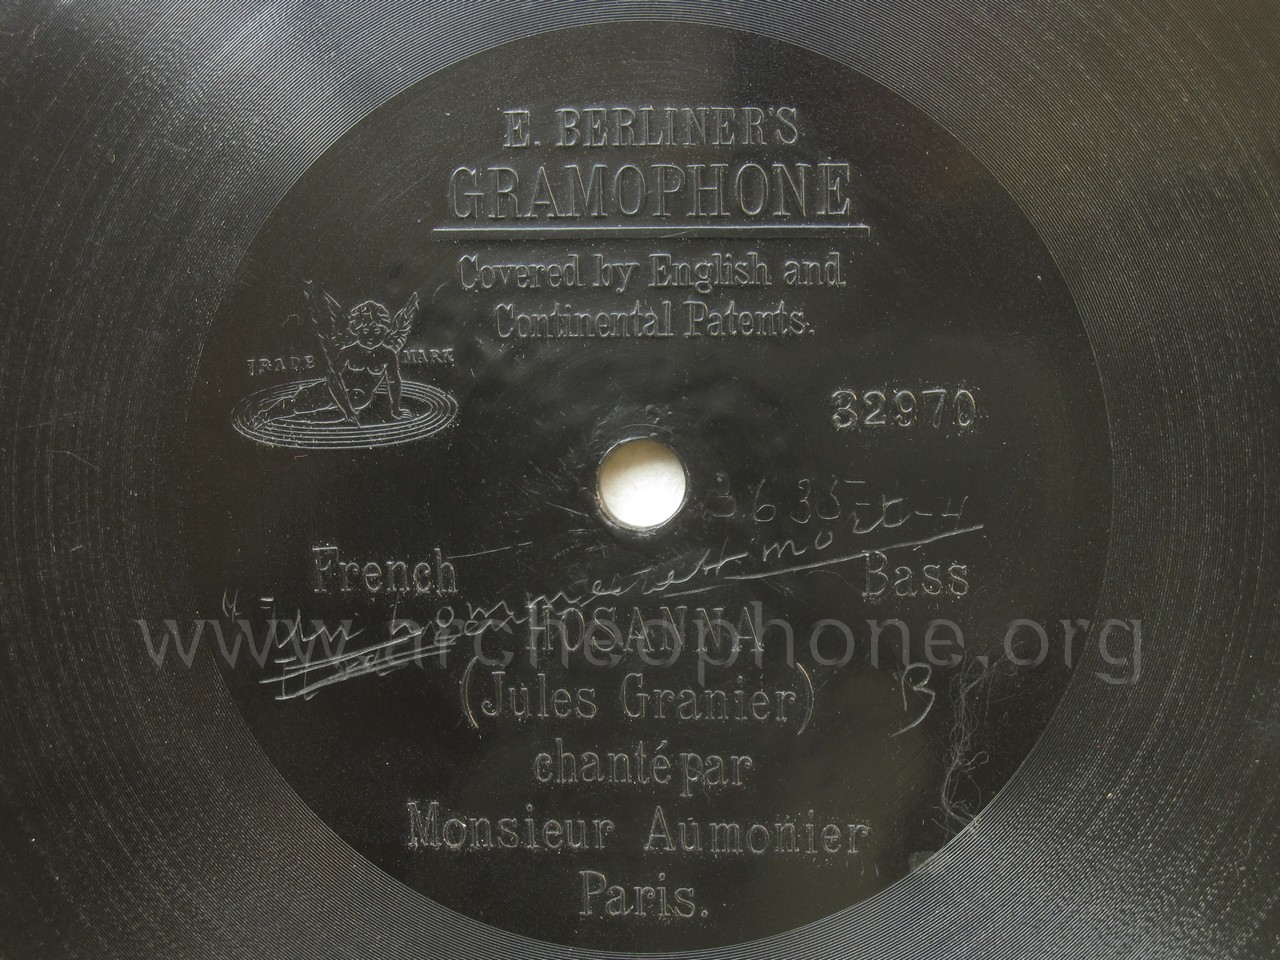 E. BERLINER'S
GRAMOPHONE
Covered by English and
Continental Patents.
TRADE MARK
32970
3635
French
Bass
www.archeophone.org
HOSANNA
(Jules Granier)
B
chanté par
Monsieur Aumonier
Paris.